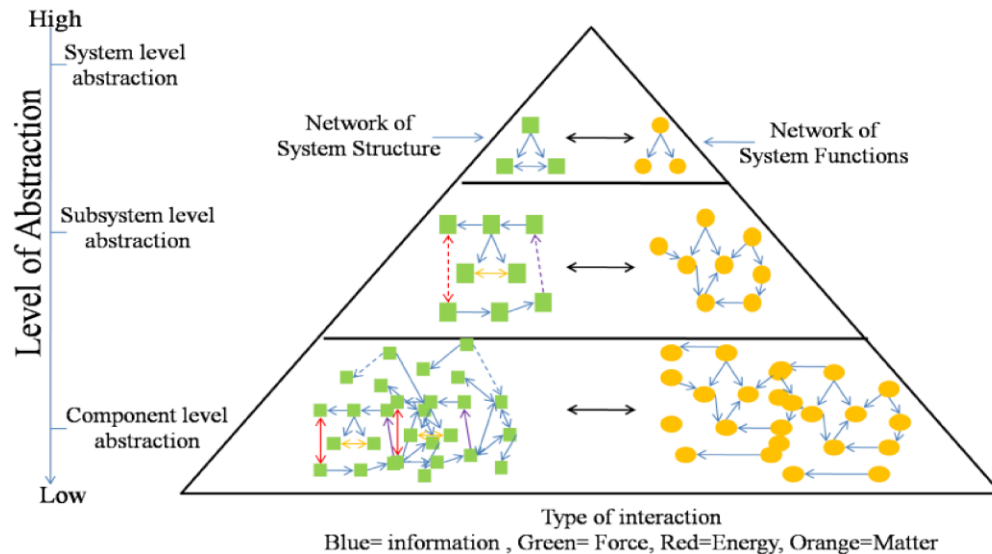 High
System level
abstraction
Network of
System Structure
Network of
System Functions
Level of Abstraction
Subsystem level
abstraction
Component level
abstraction
Low
Type of interaction
Blue= information , Green= Force, Red=Energy, Orange=Matter